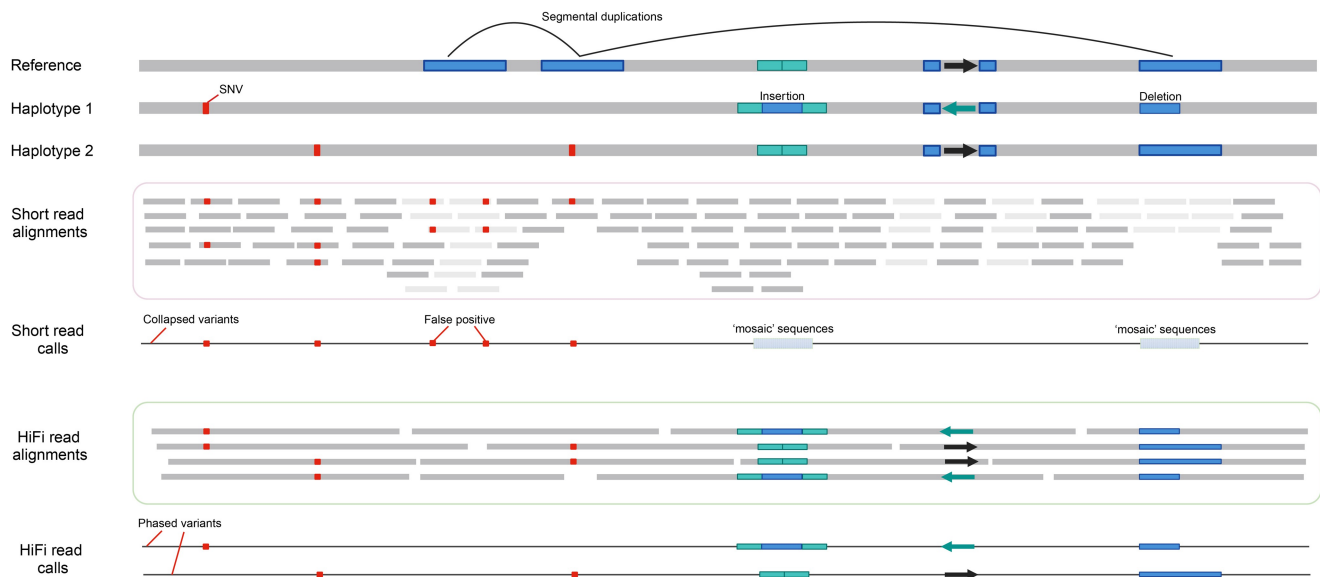 Segmental duplications
Reference
SNV
Haplotype 1
Insertion
Deletion
Haplotype 2
Short read
alignments
Short read
calls
Collapsed variants
False positive
‘mosaic’ sequences
‘mosaic’ sequences
HiFi read
alignments
Phased variants
HiFi read
calls